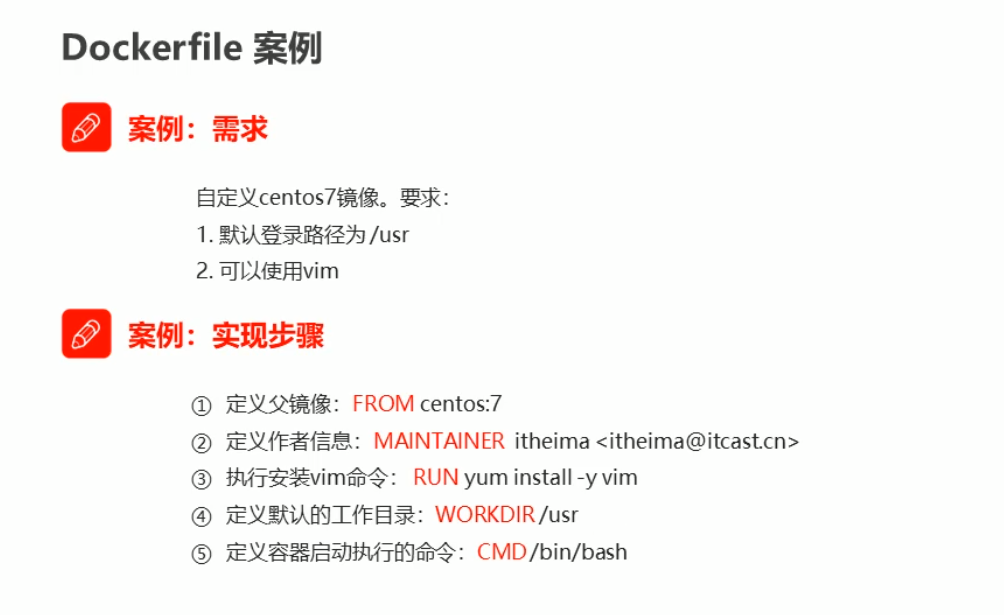 Dockerfile 案例
案例：需求
自定义centos7镜像。要求：
1. 默认登录路径为/usr
2. 可以使用vim
案例：实现步骤
① 定义父镜像：FROM centos:7
② 定义作者信息：MAINTAINER itheima <itheima@itcast.cn>
③ 执行安装vim命令： RUN yum install -y vim
④ 定义默认的工作目录：WORKDIR /usr
⑤ 定义容器启动执行的命令：CMD /bin/bash